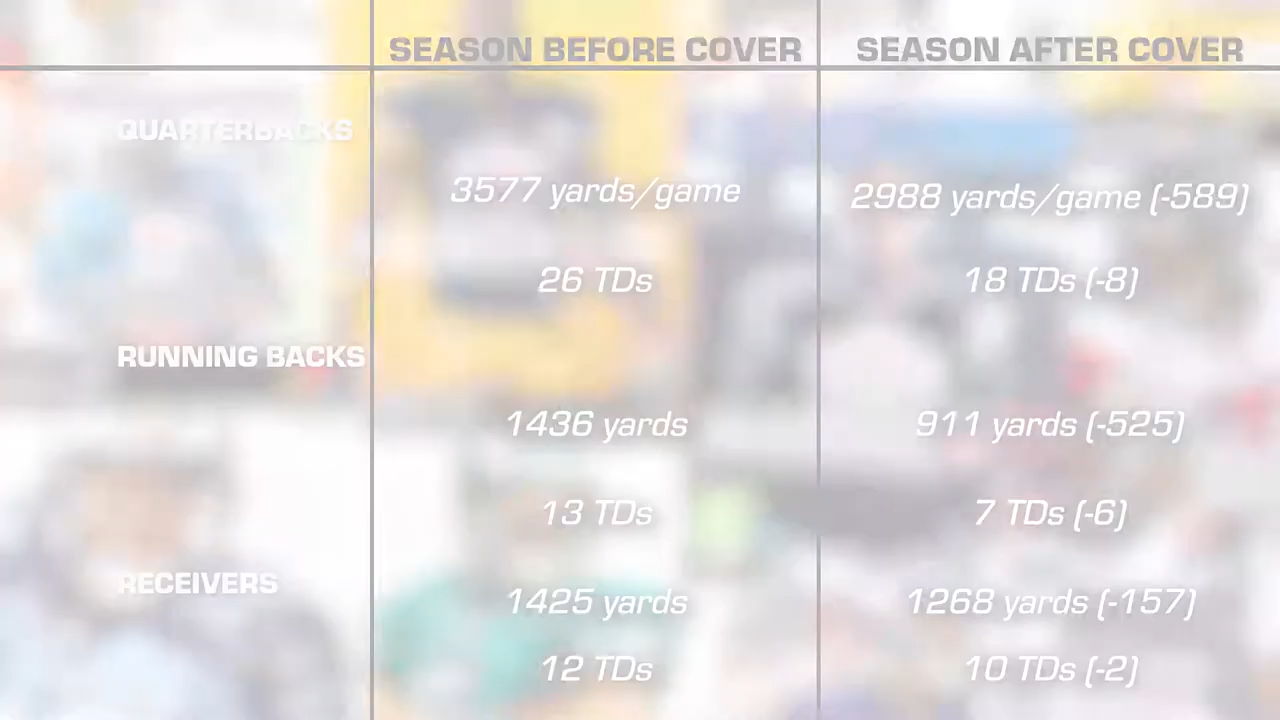 SEASON BEFORE COVER SEASON AFTER COVER
QUARTERBACKS
3577 yards/game 2988 yards/game (-589)
26 TDs 18 TDs (-8)
RUNNING BACKS
1436 yards 911 yards (-525)
13 TDs 7 TDs (-6)
RECEIVERS
1425 yards 1268 yards (-157)
12 TDs 10 TDs (-2)